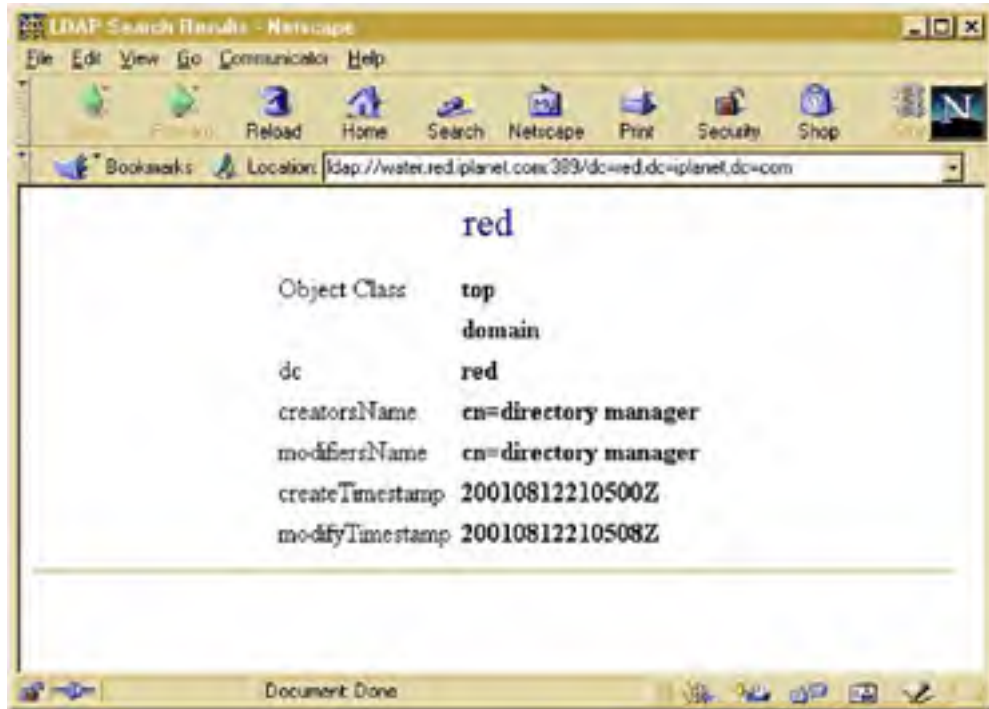 LDAP Search Results - Netscape
File Edit View Go Communicator Help
Reload Home Search Netscape Print Security Shop
N
Bookmarks Location: ldap://water.red.iplanet.com:389/dc=red,dc=iplanet,dc=com
red
Object Class top
domain
dc red
creatorsName cn=directory manager
modifiersName cn=directory manager
createTimestamp 20010812210500Z
modifyTimestamp 20010812210508Z
Document: Done